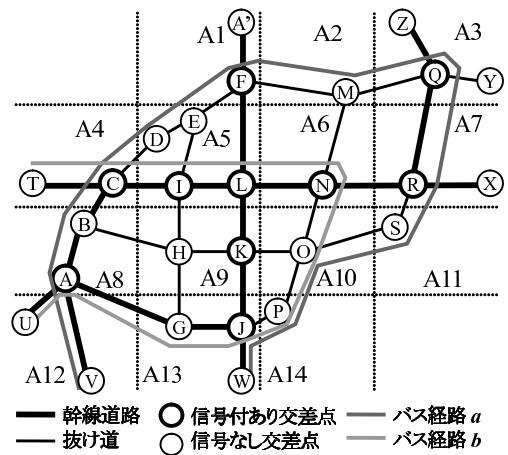 A' Z
A1 A2 A3
F Q Y
M
E
A4 D A5 A6 A7
T C I L N R X
B S
H K O
A A8 A9 A10 A11
U G J P
A12 V A13 W A14
幹線道路 信号付あり交差点 バス経路 a
抜け道 信号なし交差点 バス経路 b